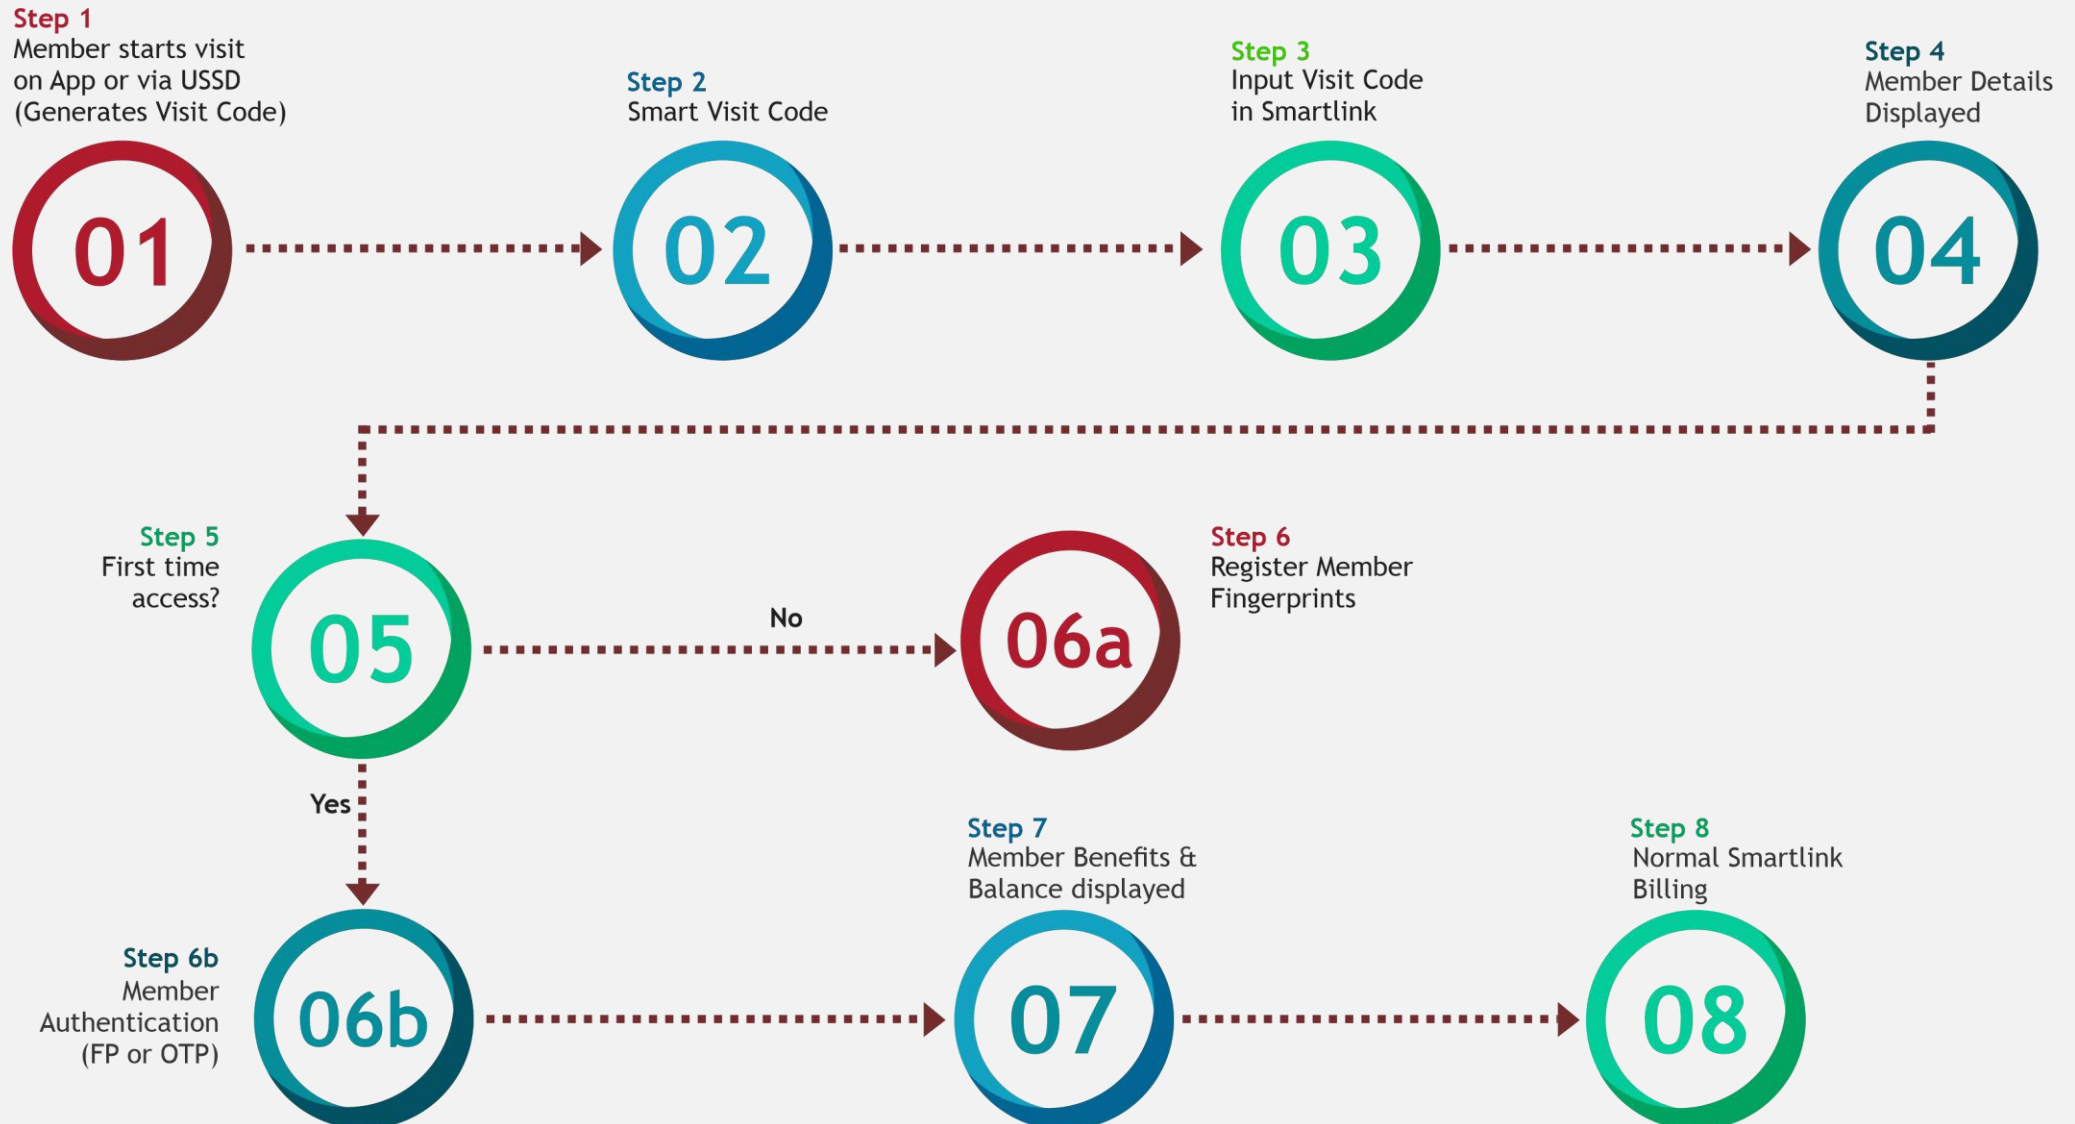 Step 1
Member starts visit
on App or via USSD
(Generates Visit Code)
Step 2
Smart Visit Code
Step 3
Input Visit Code
in Smartlink
Step 4
Member Details
Displayed
01
02
03
04
Step 5
First time
access?
05
No
06a
Step 6
Register Member
Fingerprints
Yes
Step 6b
Member
Authentication
(FP or OTP)
06b
Step 7
Member Benefits &
Balance displayed
07
Step 8
Normal Smartlink
Billing
08